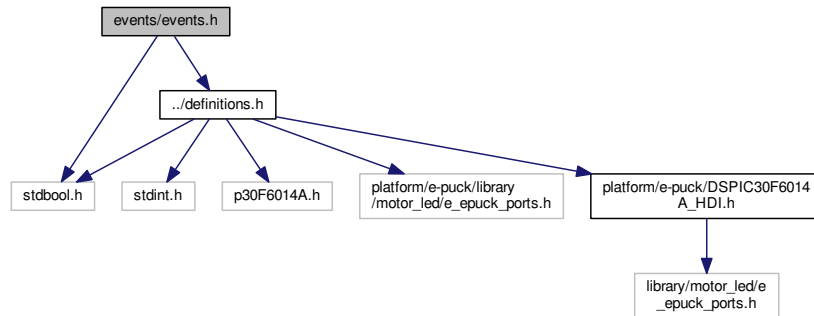 events/events.h
../definitions.h
stdbool.h
stdint.h
p30F6014A.h
platform/e-puck/library
/motor_led/e_epuck_ports.h
platform/e-puck/DSPIC30F6014
A_HDI.h
library/motor_led/e
_epuck_ports.h